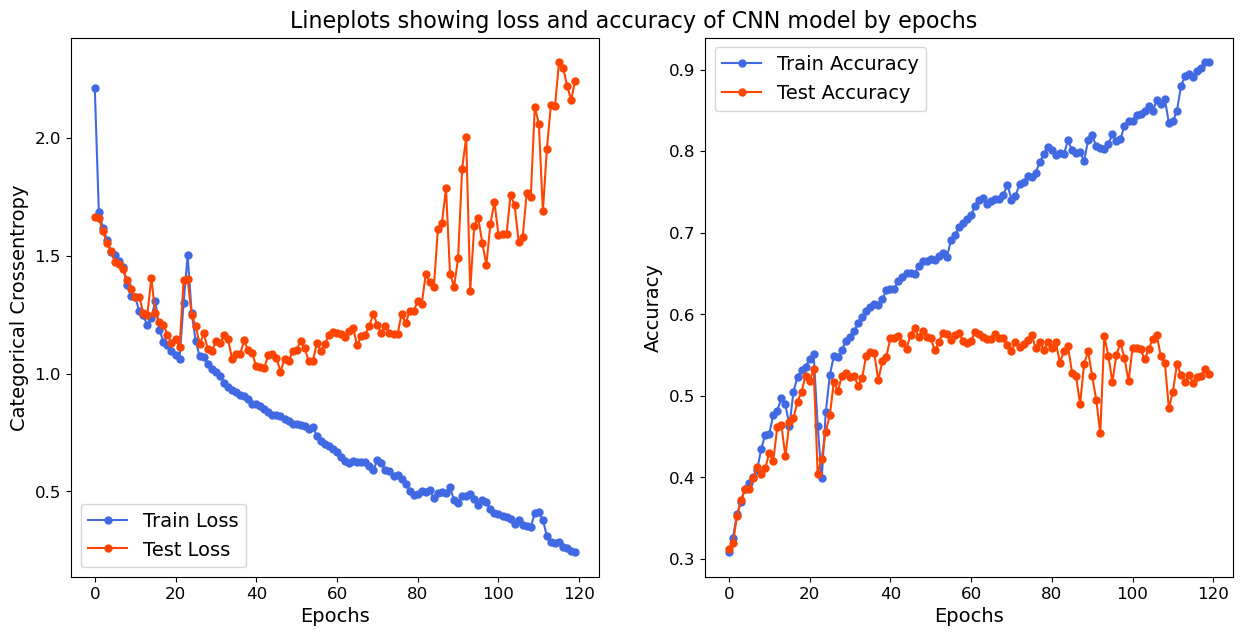 Lineplots showing loss and accuracy of CNN model by epochs
Categorical Crossentropy
2.0
1.5
1.0
0.5
Train Loss
Test Loss
0 20 40 60 80 100 120
Epochs
Accuracy
0.9
0.8
0.7
0.6
0.5
0.4
0.3
Train Accuracy
Test Accuracy
0 20 40 60 80 100 120
Epochs